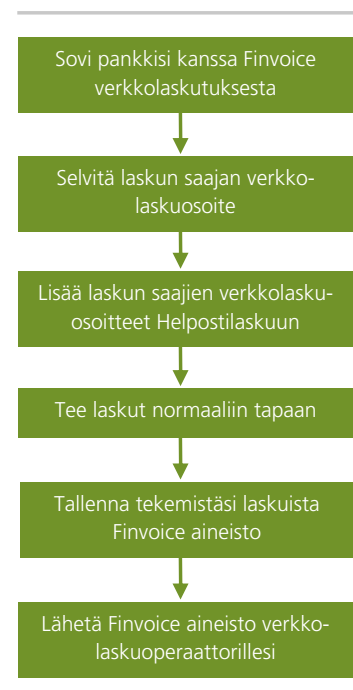 Sovi pankkisi kanssa Finvoice
verkkolaskutuksesta
Selvitä laskun saajan verkko-
laskuosoite
Lisää laskun saajien verkkolasku-
osoitteet Helpostilaskuun
Tee laskut normaaliin tapaan
Tallenna tekemistäsi laskuista
Finvoice aineisto
Lähetä Finvoice aineisto verkko-
laskuoperaattorillesi